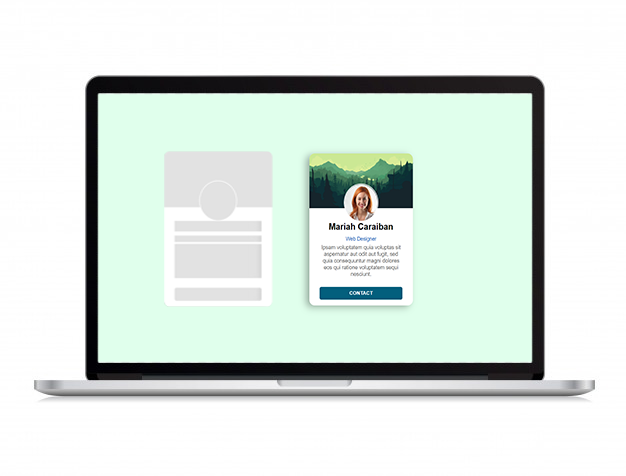 Mariah Caraiban
Web Designer
Ipsam voluptatem quia voluptas sit
aspernatur aut odit aut fugit, sed
quia consequuntur magni dolores
eos qui ratione voluptatem sequi
nesciunt.
CONTACT